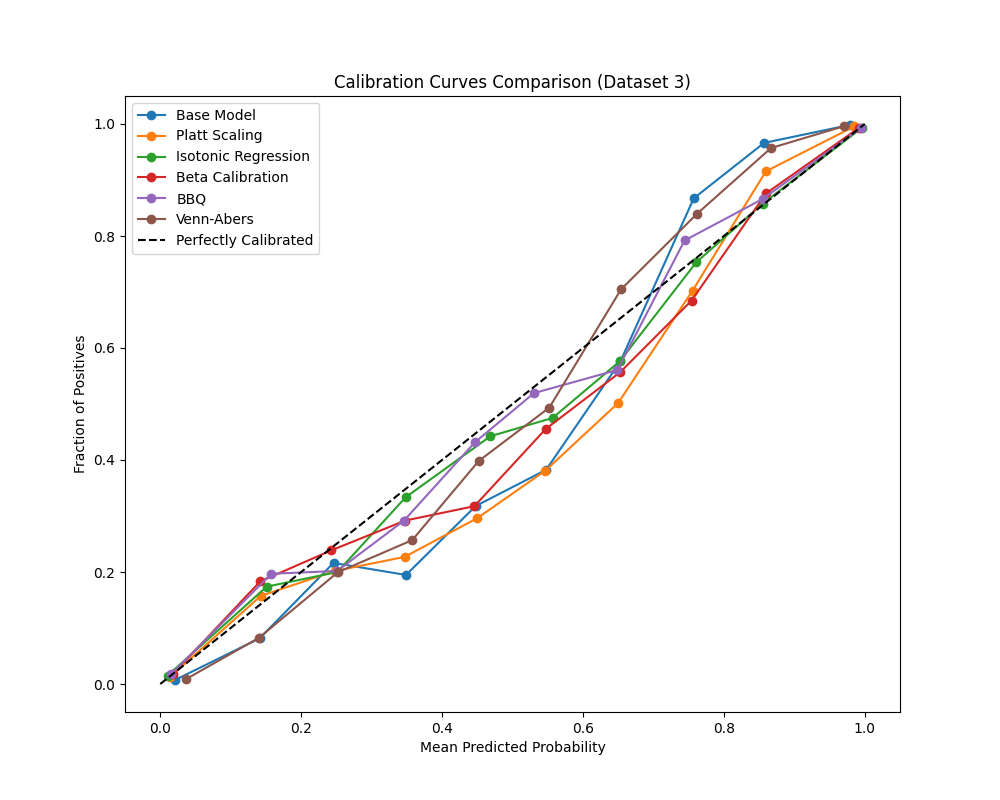 Calibration Curves Comparison (Dataset 3)
Base Model
Platt Scaling
Isotonic Regression
Beta Calibration
BBQ
Venn-Abers
Perfectly Calibrated
1.0
0.8
0.6
0.4
0.2
0.0
Fraction of Positives
0.0 0.2 0.4 0.6 0.8 1.0
Mean Predicted Probability